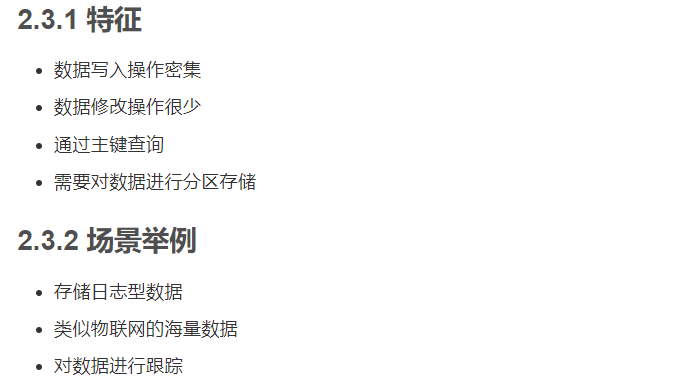 2.3.1 特征
数据写入操作密集
数据修改操作很少
通过主键查询
需要对数据进行分区存储
2.3.2 场景举例
存储日志型数据
类似物联网的海量数据
对数据进行跟踪